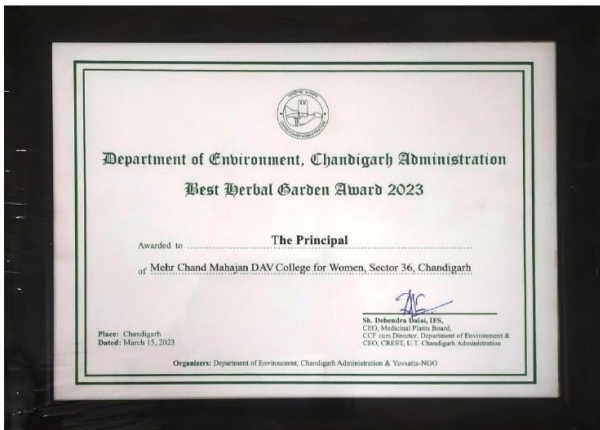 Department of Environment, Chandigarh Administration
Best Herbal Garden Award 2023
Awarded to The Principal
of Mehr Chand Mahajan DAV College for Women, Sector 36, Chandigarh
Sh. Debendra Dalai, IFS,
CEO, Medicinal Plants Board,
CCF cum Director, Department of Environment &
CEO, CREST, U.T. Chandigarh Administration
Place: Chandigarh
Dated: March 15, 2023
Organizers: Department of Environment, Chandigarh Administration & Yuvsatta-NGO